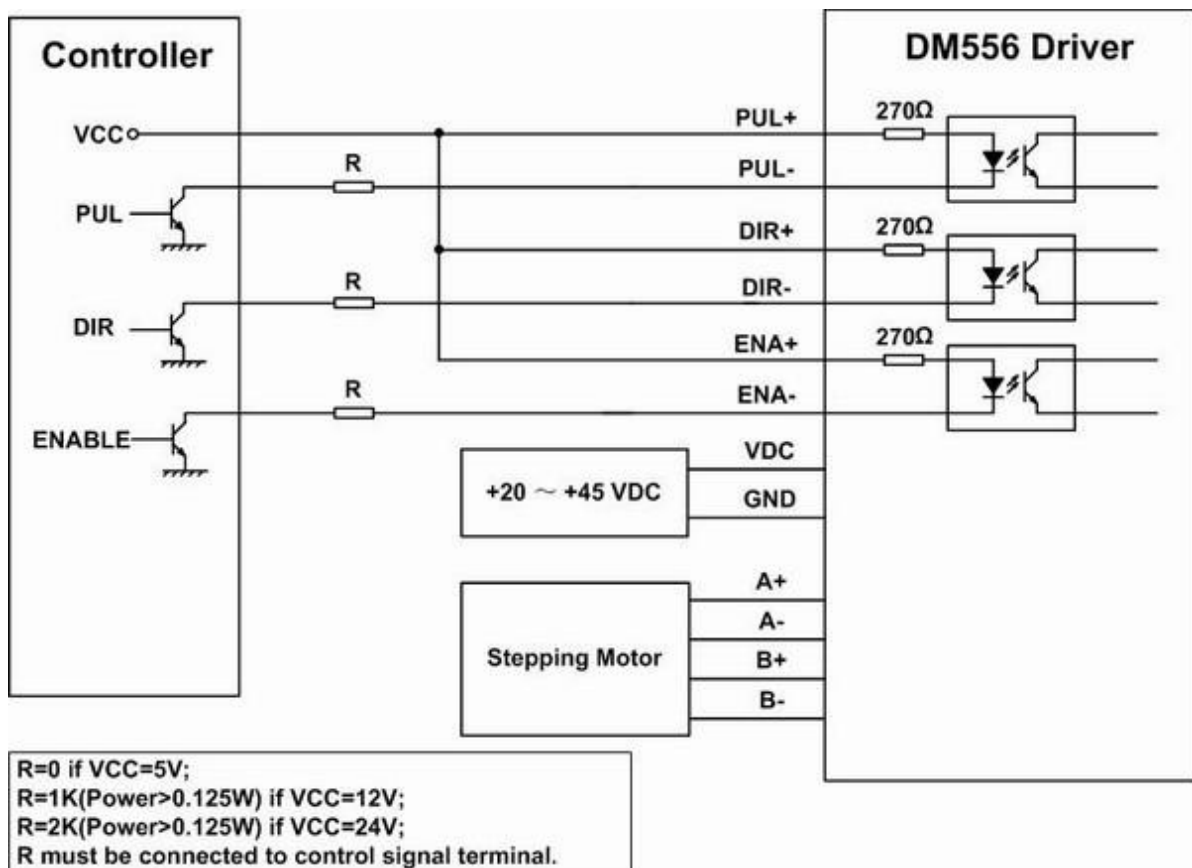 Controller
DM556 Driver
VCC
PUL+
270Ω
R
PUL-
PUL
DIR+
270Ω
R
DIR-
DIR
ENA+
270Ω
R
ENA-
ENABLE
VDC
+20 ～ +45 VDC
GND
A+
A-
Stepping Motor
B+
B-
R=0 if VCC=5V;
R=1K(Power>0.125W) if VCC=12V;
R=2K(Power>0.125W) if VCC=24V;
R must be connected to control signal terminal.